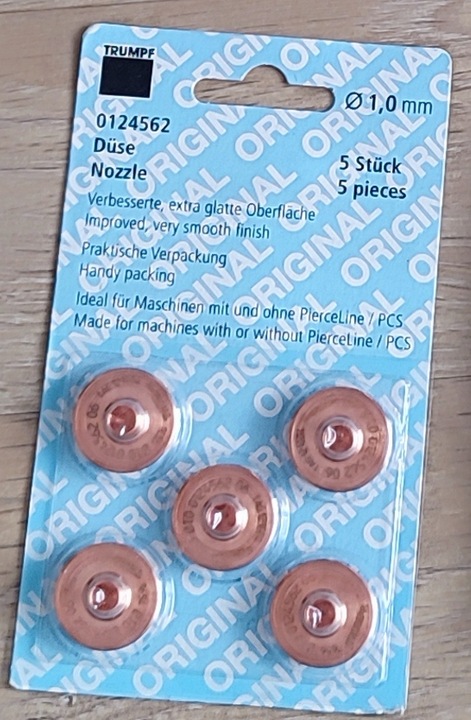 TRUMPF
Ø 1,0 mm
0124562
Düse
Nozzle
5 Stück
5 pieces
Verbesserte, extra glatte Oberfläche
Improved, very smooth finish
Praktische Verpackung
Handy packing
Ideal für Maschinen mit und ohne PierceLine / PCS
Made for machines with or without PierceLine / PCS
ORIGINAL